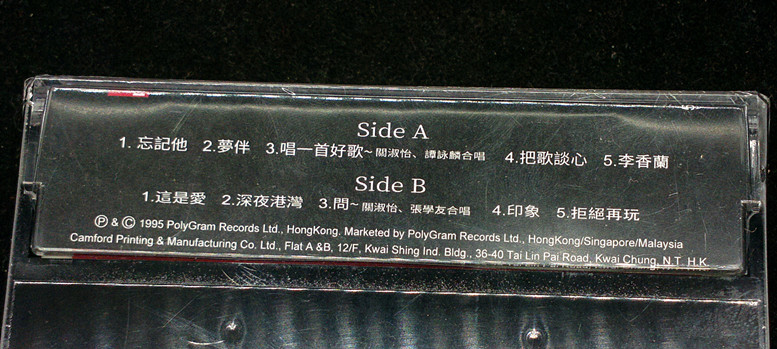 Side A
1. 忘記他 2.夢伴 3.唱一首好歌~關淑怡、譚詠麟合唱 4.把歌談心 5.李香蘭
Side B
1.這是愛 2.深夜港灣 3.問~關淑怡、張學友合唱 4.印象 5.拒絕再玩
Ⓟ & Ⓒ 1995 PolyGram Records Ltd., HongKong. Marketed by PolyGram Records Ltd., HongKong/Singapore/Malaysia
Camford Printing & Manufacturing Co. Ltd., Flat A &B, 12/F, Kwai Shing Ind. Bldg., 36-40 Tai Lin Pai Road, Kwai Chung, N.T H.K.